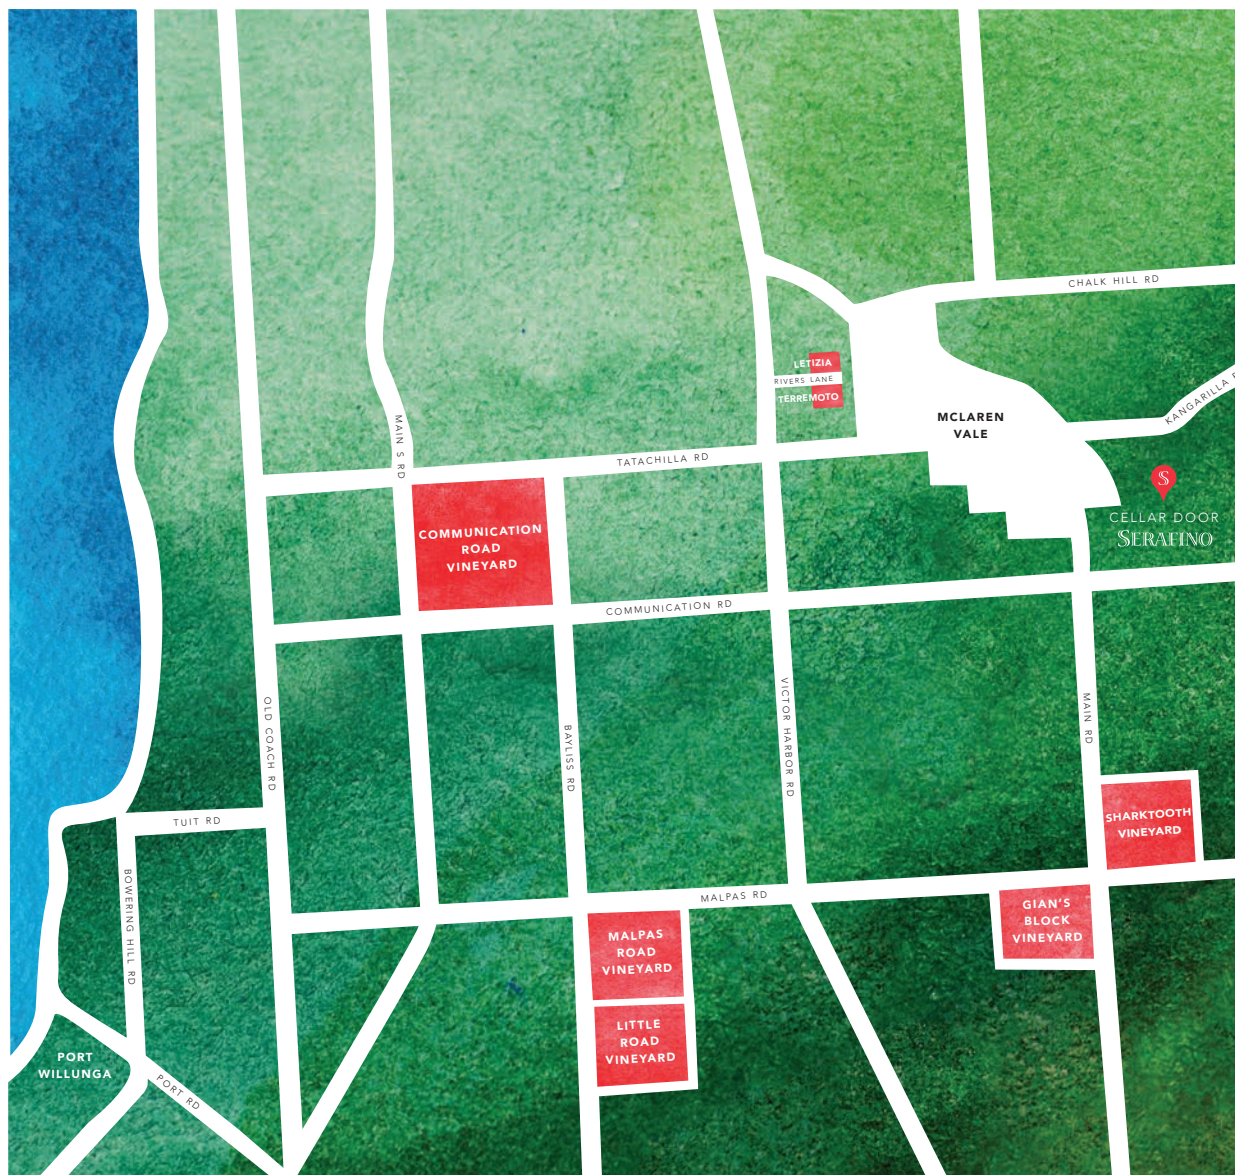 CHALK HILL RD
LETIZIA
RIVERS LANE
TERREMOTO
KANGARILLA
MCLAREN
VALE
MAIN S RD
TATACHILLA RD
S
CELLAR DOOR
SERAFINO
COMMUNICATION
ROAD
VINEYARD
COMMUNICATION RD
OLD COACH RD
BAYLISS RD
VICTOR HARBOR RD
MAIN RD
TUIT RD
SHARKTOOTH
VINEYARD
BOWERING HILL RD
MALPAS RD
GIAN'S
BLOCK
VINEYARD
MALPAS
ROAD
VINEYARD
LITTLE
ROAD
VINEYARD
PORT
WILLUNGA
PORT RD